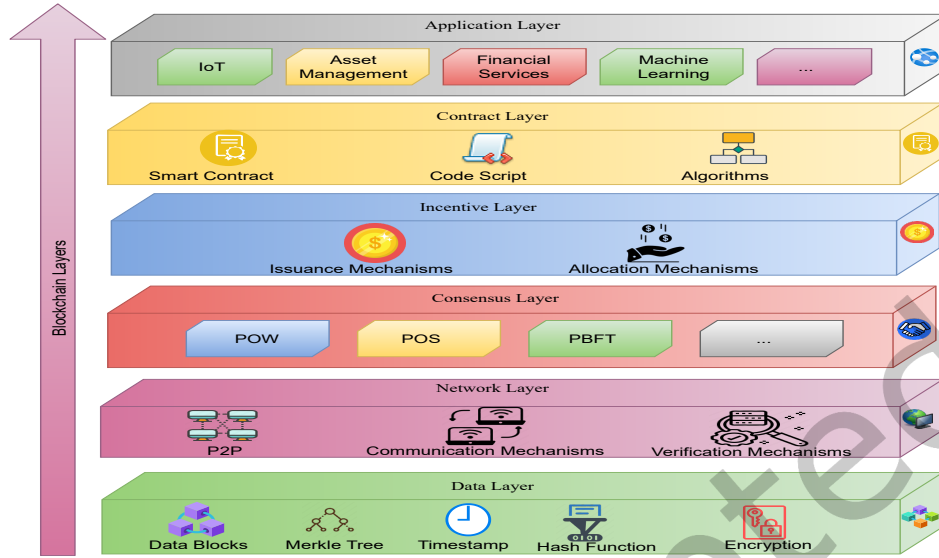 Application Layer
IoT
Asset
Management
Financial
Services
Machine
Learning
...
Contract Layer
Smart Contract
Code Script
Algorithms
Incentive Layer
Issuance Mechanisms
Allocation Mechanisms
Blockchain Layers
Consensus Layer
POW
POS
PBFT
...
Network Layer
P2P
Communication Mechanisms
Verification Mechanisms
Data Layer
Data Blocks
Merkle Tree
Timestamp
Hash Function
Encryption